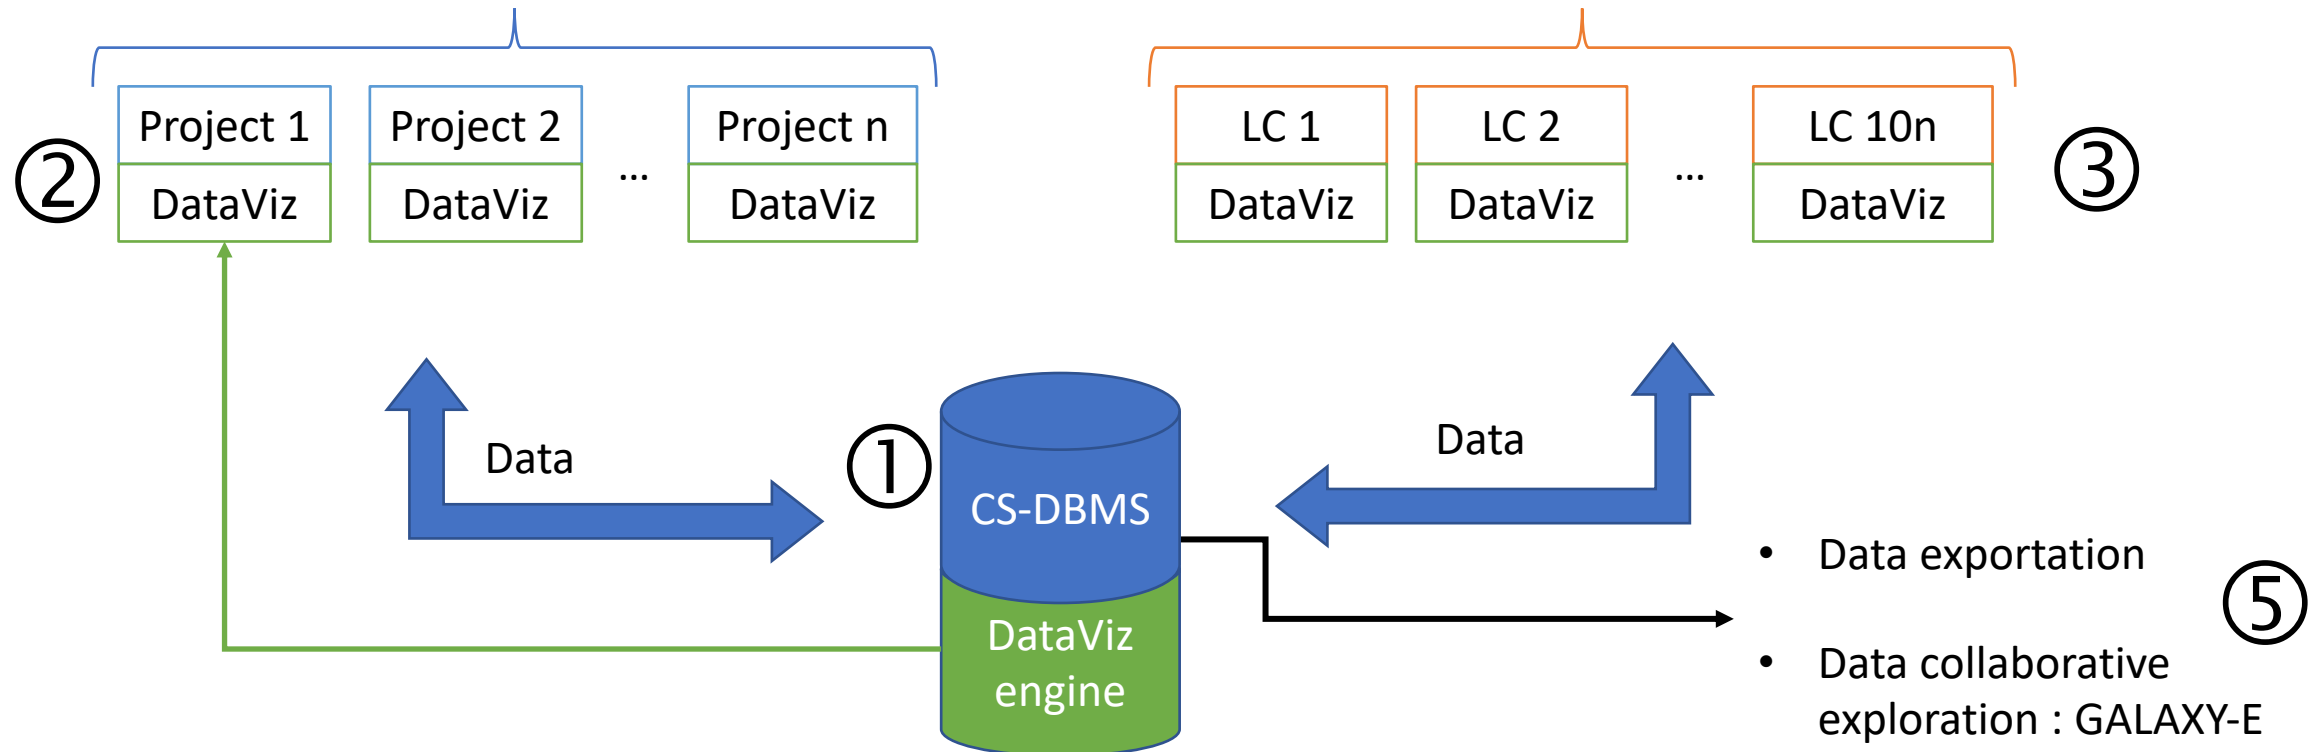 Project 1
Project 2
Project n
LC 1
LC 2
LC 10n
②
DataViz
DataViz
...
DataViz
DataViz
DataViz
...
DataViz
③
Data
①
CS-DBMS
Data
DataViz
engine
• Data exportation
• Data collaborative
exploration : GALAXY-E
⑤